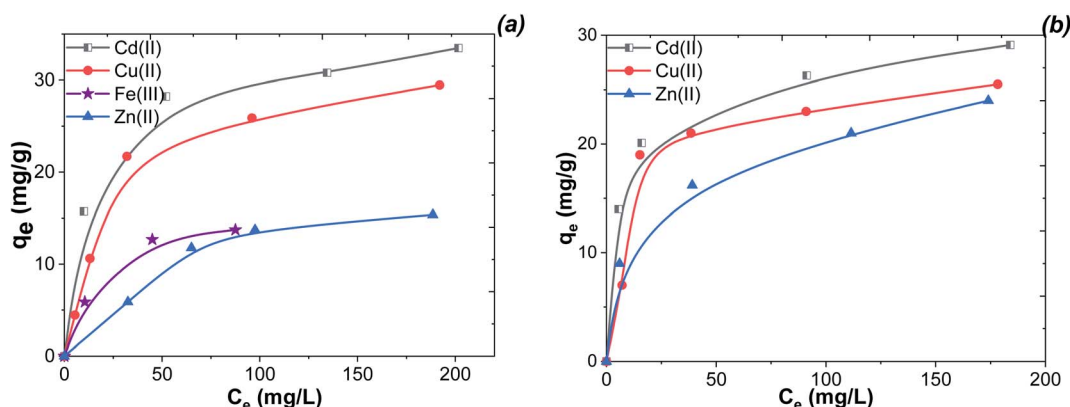 (a)
Cd(II)
Cu(II)
Fe(III)
Zn(II)
30
20
10
0
qe (mg/g)
0 50 100 150 200
Ce (mg/L)
(b)
Cd(II)
Cu(II)
Zn(II)
30
20
10
0
qe (mg/g)
0 50 100 150 200
Ce (mg/L)